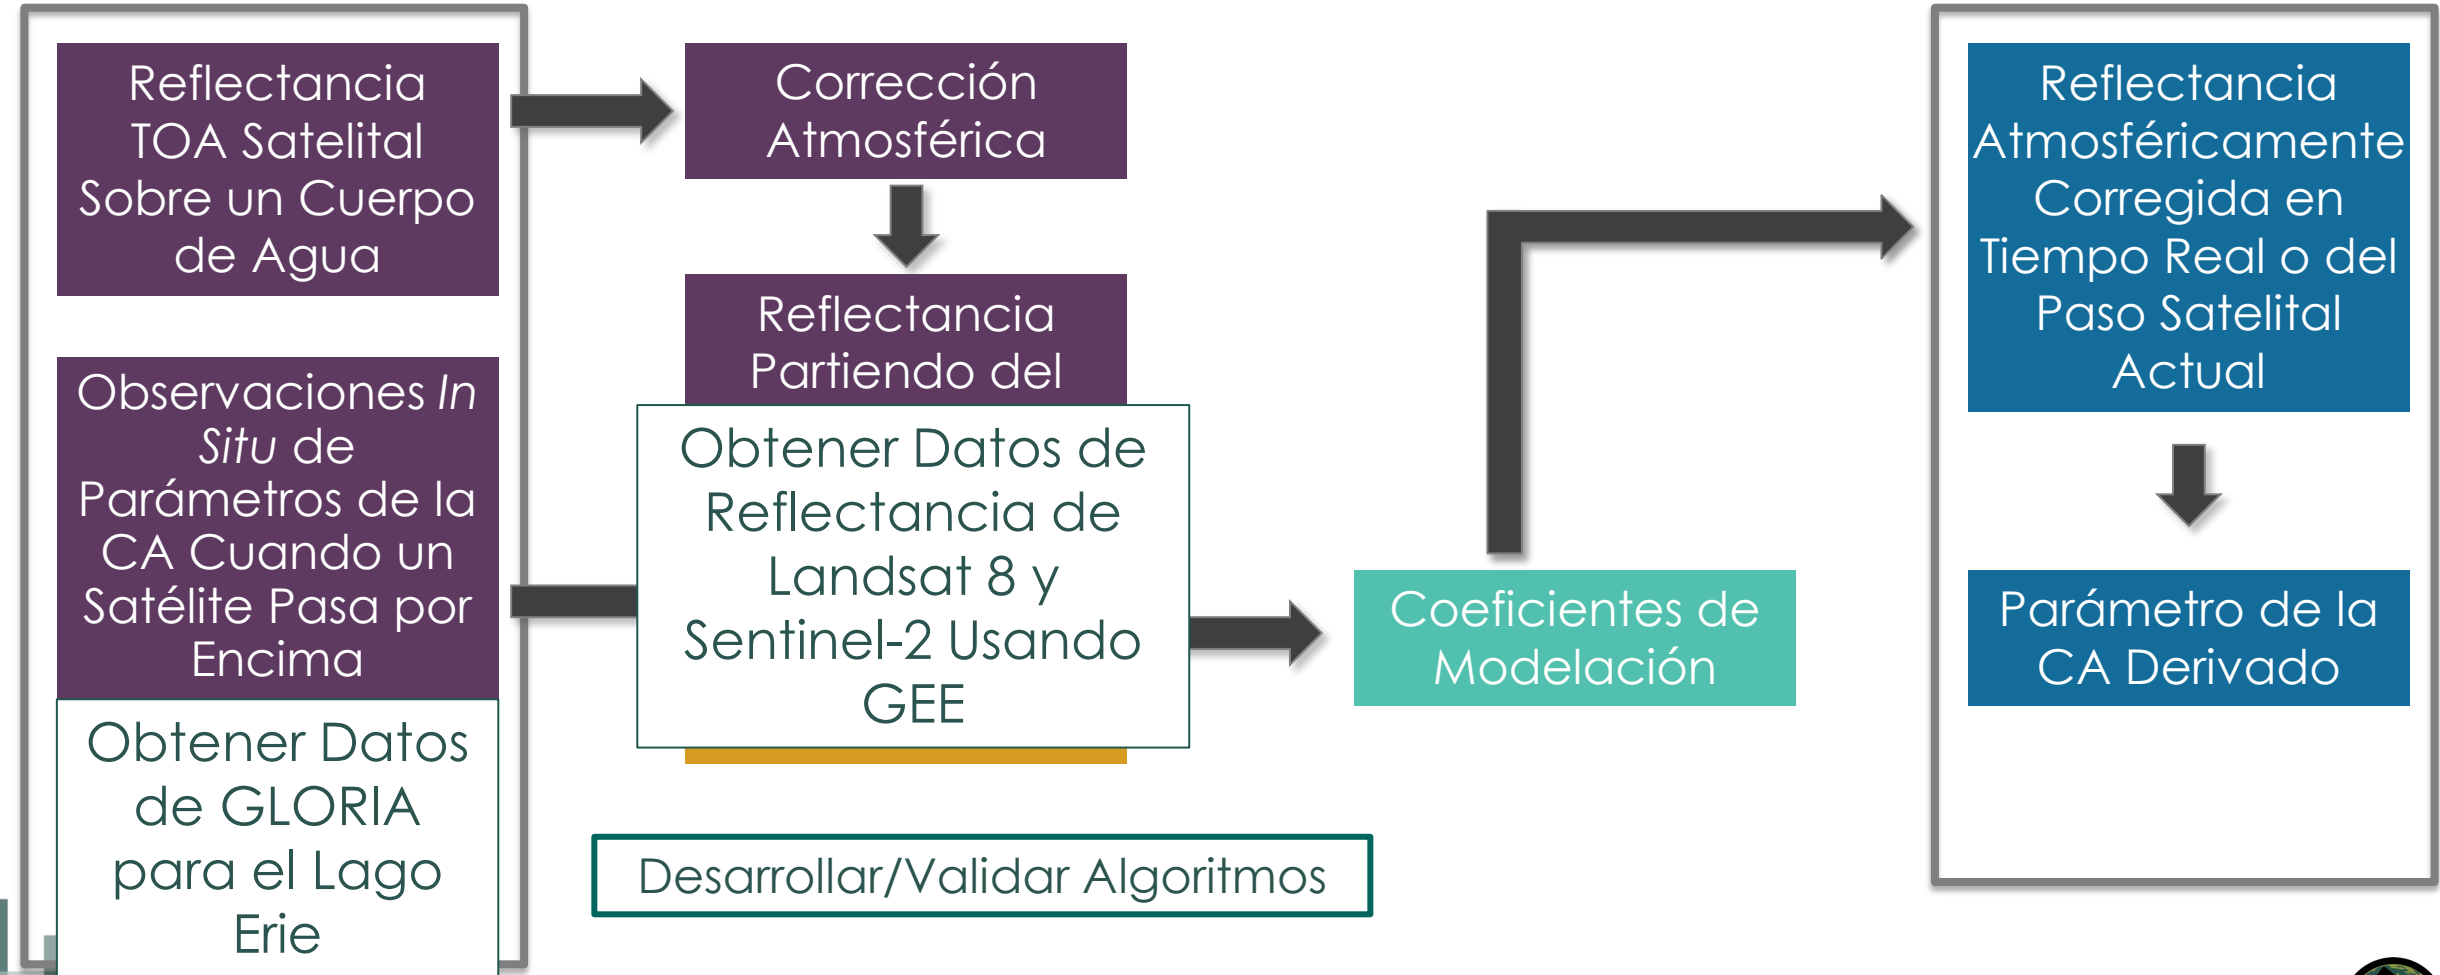 Reflectancia
TOA Satelital
Sobre un Cuerpo
de Agua
Observaciones In
Situ de
Parámetros de la
CA Cuando un
Satélite Pasa por
Encima
Obtener Datos
de GLORIA
para el Lago
Erie
Corrección
Atmosférica
Reflectancia
Partiendo del
Obtener Datos de
Reflectancia de
Landsat 8 y
Sentinel-2 Usando
GEE
Desarrollar/Validar Algoritmos
Coeficientes de
Modelación
Reflectancia
Atmosféricamente
Corregida en
Tiempo Real o del
Paso Satelital
Actual
Parámetro de la
CA Derivado